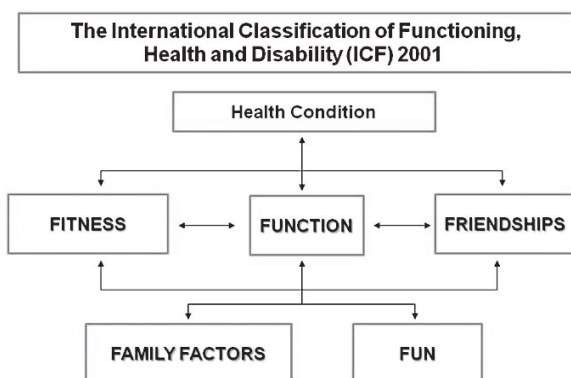 The International Classification of Functioning,
Health and Disability (ICF) 2001
Health Condition
FITNESS
FUNCTION
FRIENDSHIPS
FAMILY FACTORS
FUN